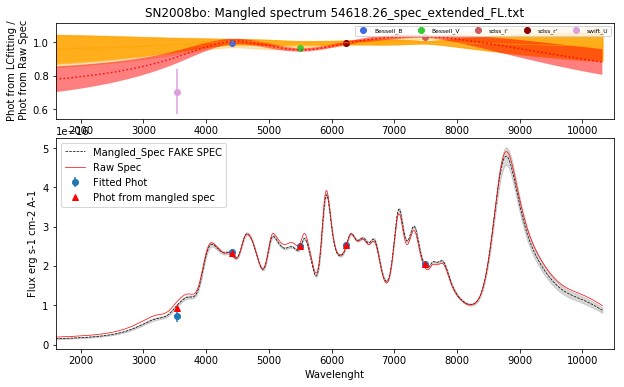 SN2008bo: Mangled spectrum 54618.26_spec_extended_FL.txt
Phot from LCfitting /
Phot from Raw Spec
1.0
0.8
0.6
Bessell_B
Bessell_V
sdss_i'
sdss_r'
swift_U
2000 3000 4000 5000 6000 7000 8000 9000 10000
1e−16
Flux erg s-1 cm-2 A-1
5
4
3
2
1
0
Mangled_Spec FAKE SPEC
Raw Spec
Fitted Phot
Phot from mangled spec
2000 3000 4000 5000 6000 7000 8000 9000 10000
Wavelenght